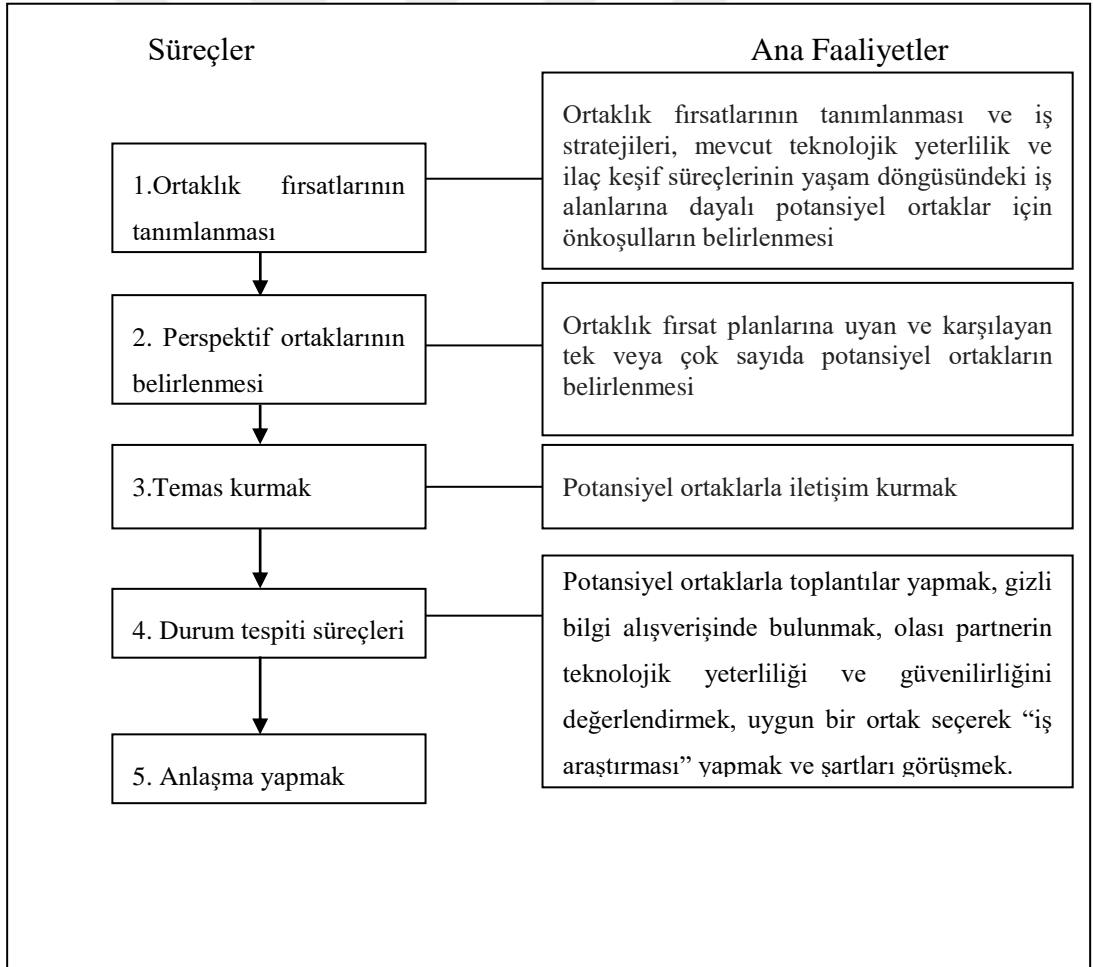 Süreçler
Ana Faaliyetler
1.Ortaklık fırsatlarının
tanımlanması
Ortaklık fırsatlarının tanımlanması ve iş
stratejileri, mevcut teknolojik yeterlilik ve
ilaç keşif süreçlerinin yaşam döngüsündeki iş
alanlarına dayalı potansiyel ortaklar için
önkoşulların belirlenmesi
2. Perspektif ortaklarının
belirlenmesi
Ortaklık fırsat planlarına uyan ve karşılayan
tek veya çok sayıda potansiyel ortakların
belirlenmesi
3.Temas kurmak
Potansiyel ortaklarla iletişim kurmak
4. Durum tespiti süreçleri
Potansiyel ortaklarla toplantılar yapmak, gizli
bilgi alışverişinde bulunmak, olası partnerin
teknolojik yeterliliği ve güvenilirliğini
değerlendirmek, uygun bir ortak seçerek “iş
araştırması” yapmak ve şartları görüşmek.
5. Anlaşma yapmak